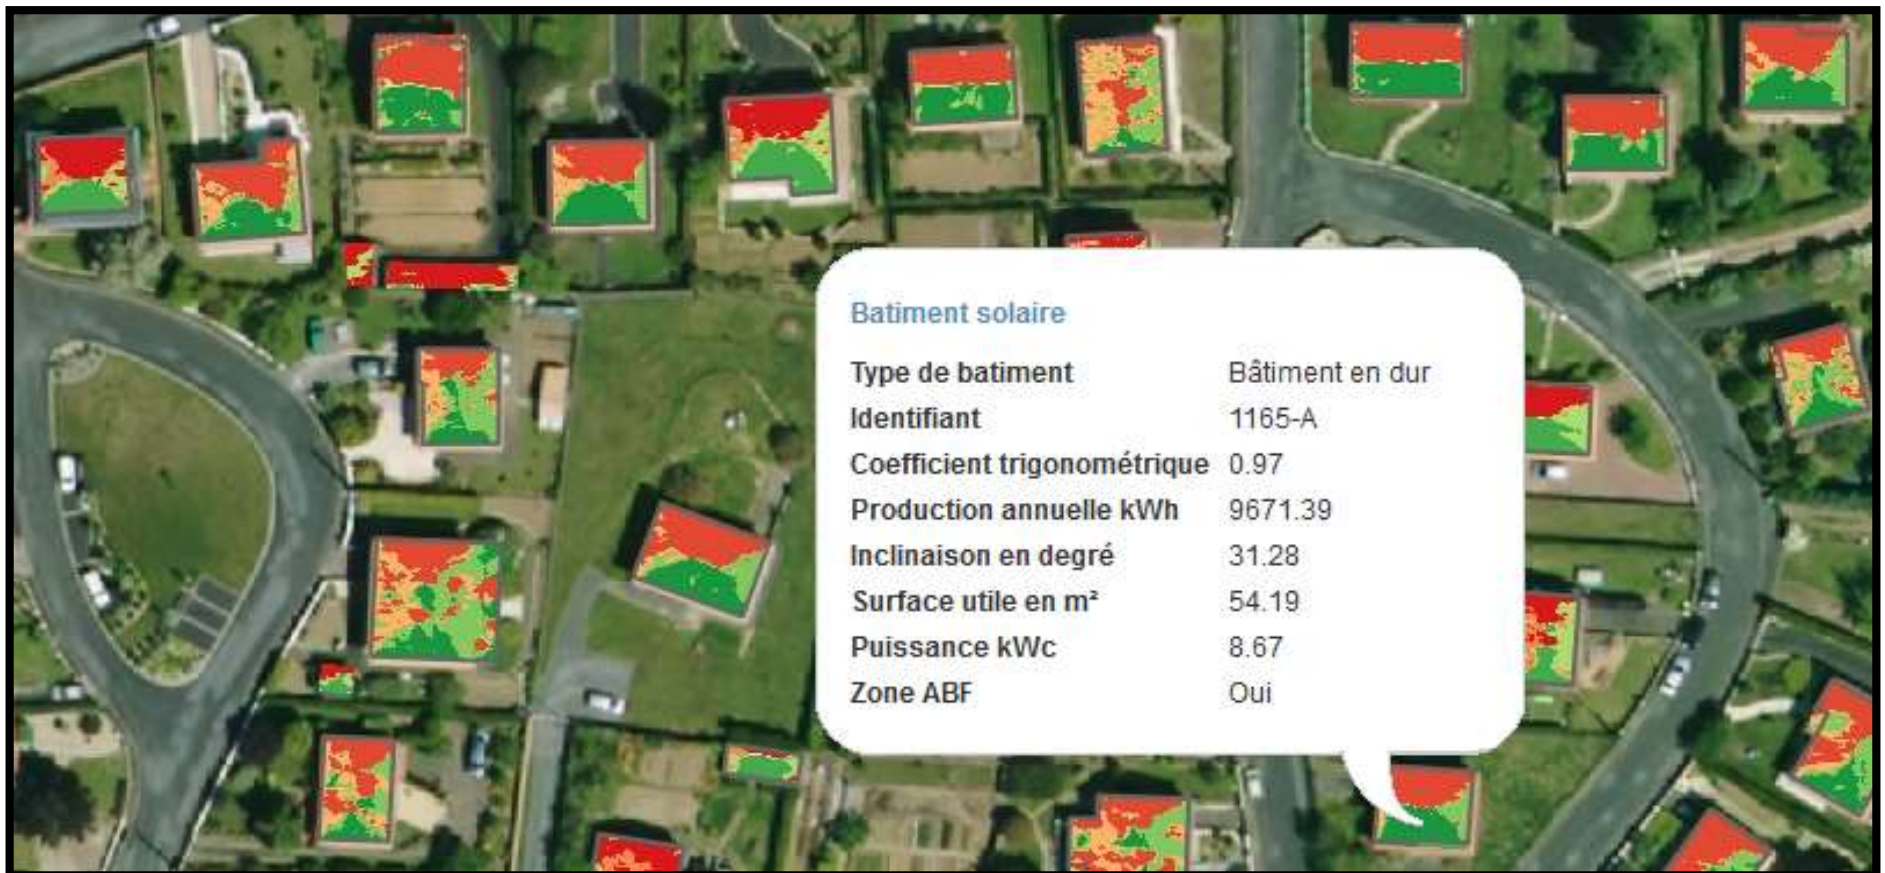 Batiment solaire
Type de batiment Bâtiment en dur
Identifiant 1165-A
Coefficient trigonométrique 0.97
Production annuelle kWh 9671.39
Inclinaison en degré 31.28
Surface utile en m² 54.19
Puissance kWc 8.67
Zone ABF Oui